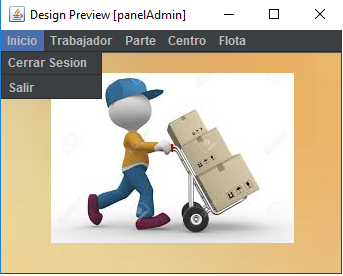 Design Preview [panelAdmin]
Inicio Trabajador Parte Centro Flota
Cerrar Sesion
Salir